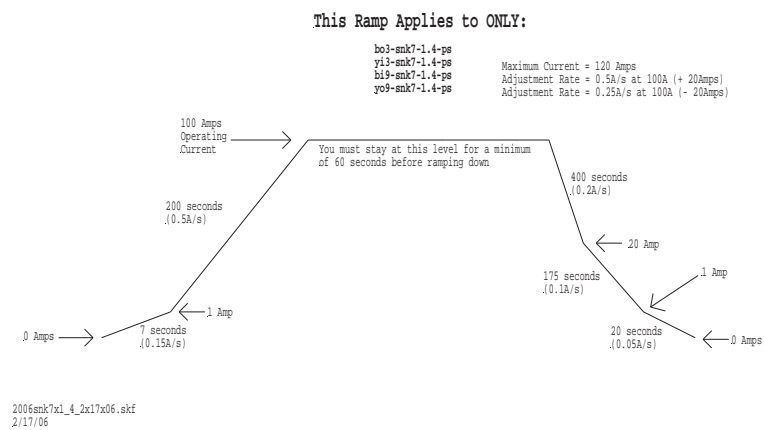 This Ramp Applies to ONLY:
bo3-snk7-1.4-ps
yi3-snk7-1.4-ps
bi9-snk7-1.4-ps
yo9-snk7-1.4-ps
Maximum Current = 120 Amps
Adjustment Rate = 0.5A/s at 100A (+ 20Amps)
Adjustment Rate = 0.25A/s at 100A (- 20Amps)
100 Amps
Operating
Current
You must stay at this level for a minimum
of 60 seconds before ramping down
400 seconds
(0.2A/s)
200 seconds
(0.5A/s)
20 Amp
175 seconds
(0.1A/s)
1 Amp
1 Amp
0 Amps
7 seconds
(0.15A/s)
20 seconds
(0.05A/s)
0 Amps
2006snk7x1_4_2x17x06.skf
2/17/06